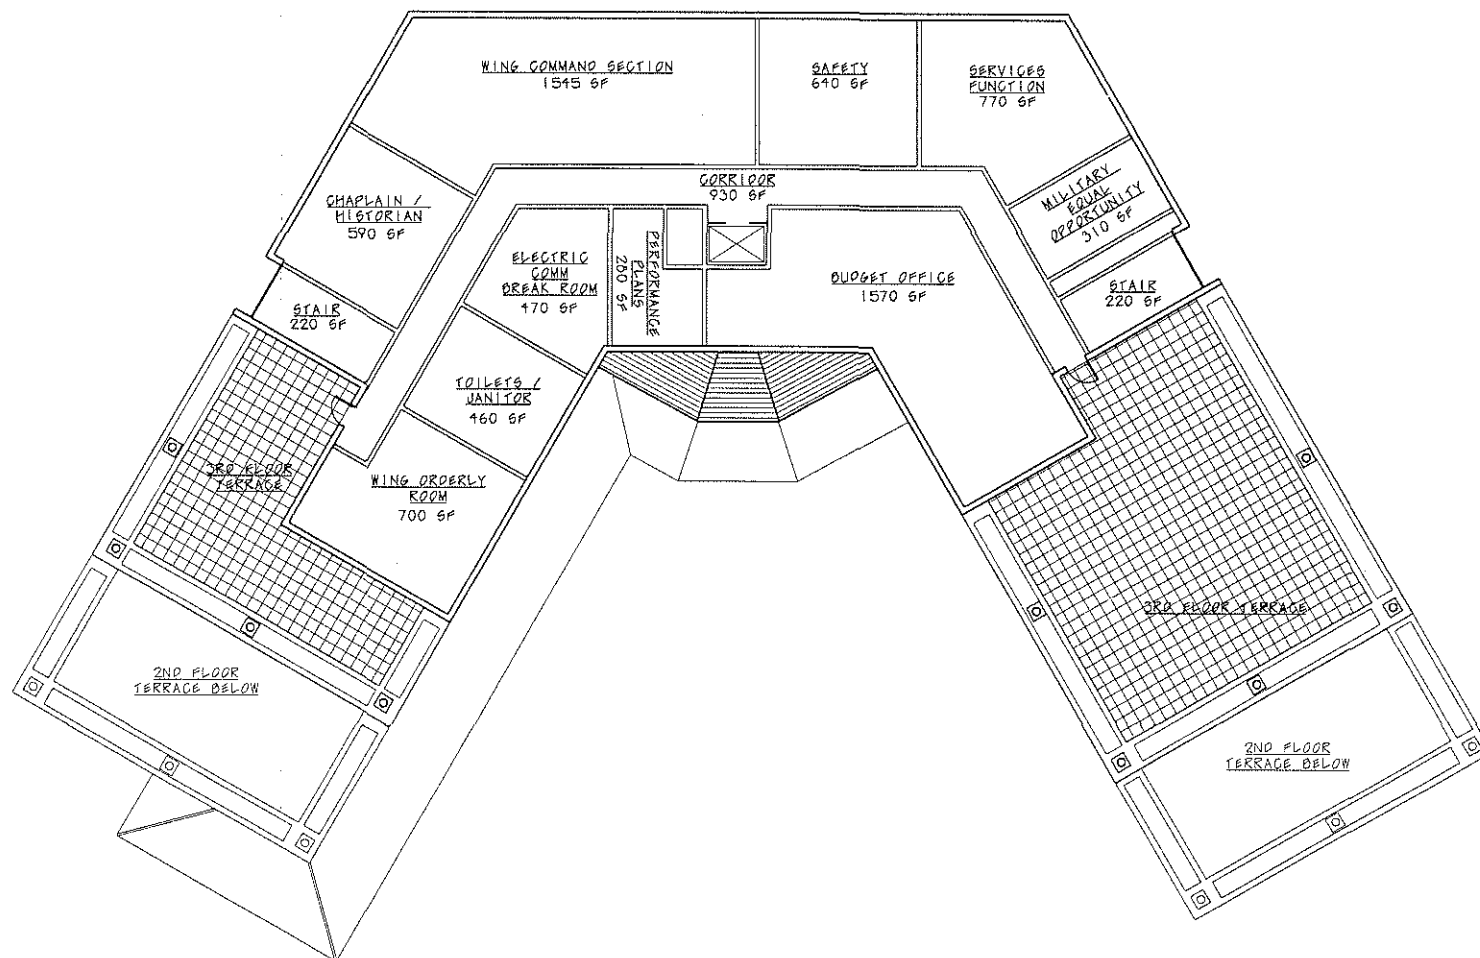 WING COMMAND SECTION
1545 SF
SAFETY
640 SF
SERVICES
FUNCTION
770 SF
CHAPLAIN /
HISTORIAN
590 SF
CORRIDOR
930 SF
MILITARY
EQUAL
OPPORTUNITY
310 SF
ELECTRIC
COMM
BREAK ROOM
470 SF
PERFORMANCE
PLANS
280 SF
BUDGET OFFICE
1570 SF
STAIR
220 SF
STAIR
220 SF
TOILETS /
JANITOR
460 SF
3RD FLOOR
TERRACE
WING ORDERLY
ROOM
700 SF
3RD FLOOR TERRACE
2ND FLOOR
TERRACE BELOW
2ND FLOOR
TERRACE BELOW